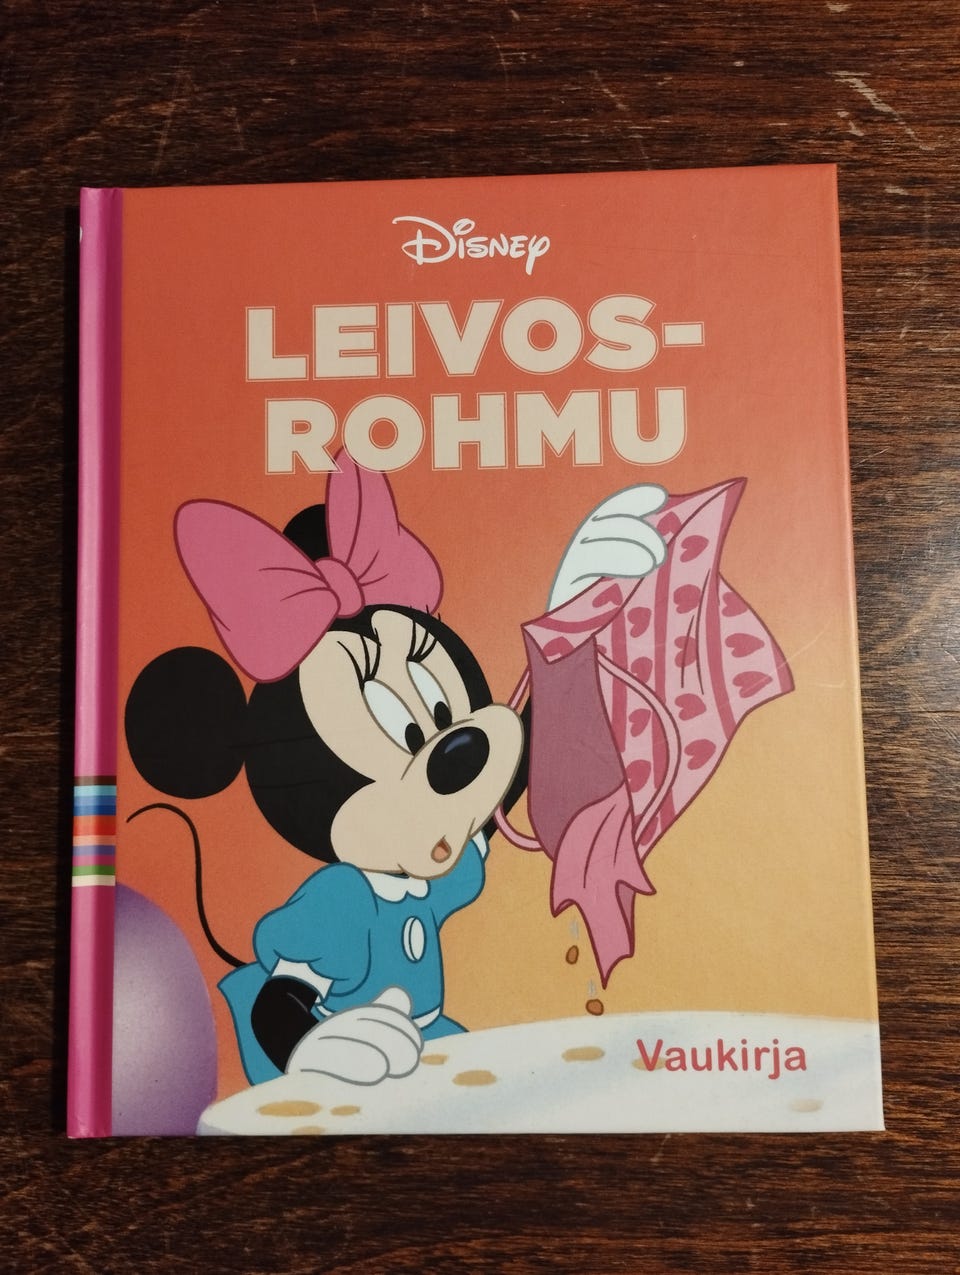 Disney
LEIVOS-
ROHMU
Vaukirja